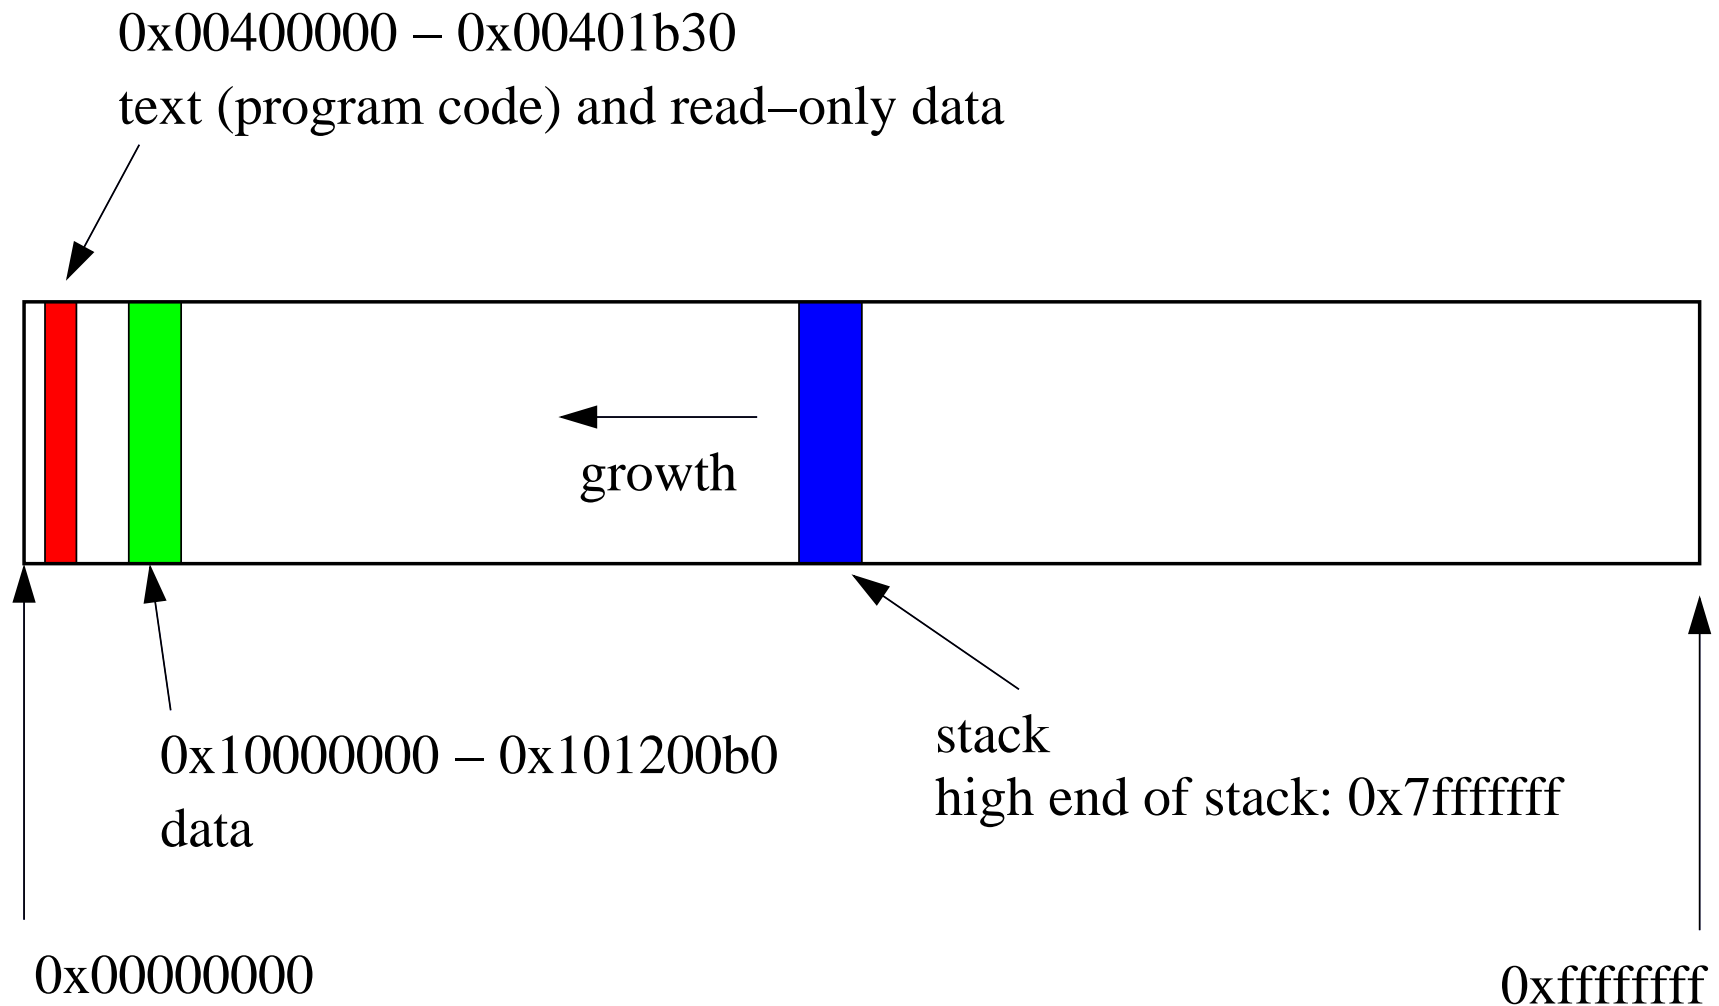 0x00400000 – 0x00401b30
text (program code) and read–only data
growth
0x10000000 – 0x101200b0
data
stack
high end of stack: 0x7fffffff
0x00000000
0xffffffff